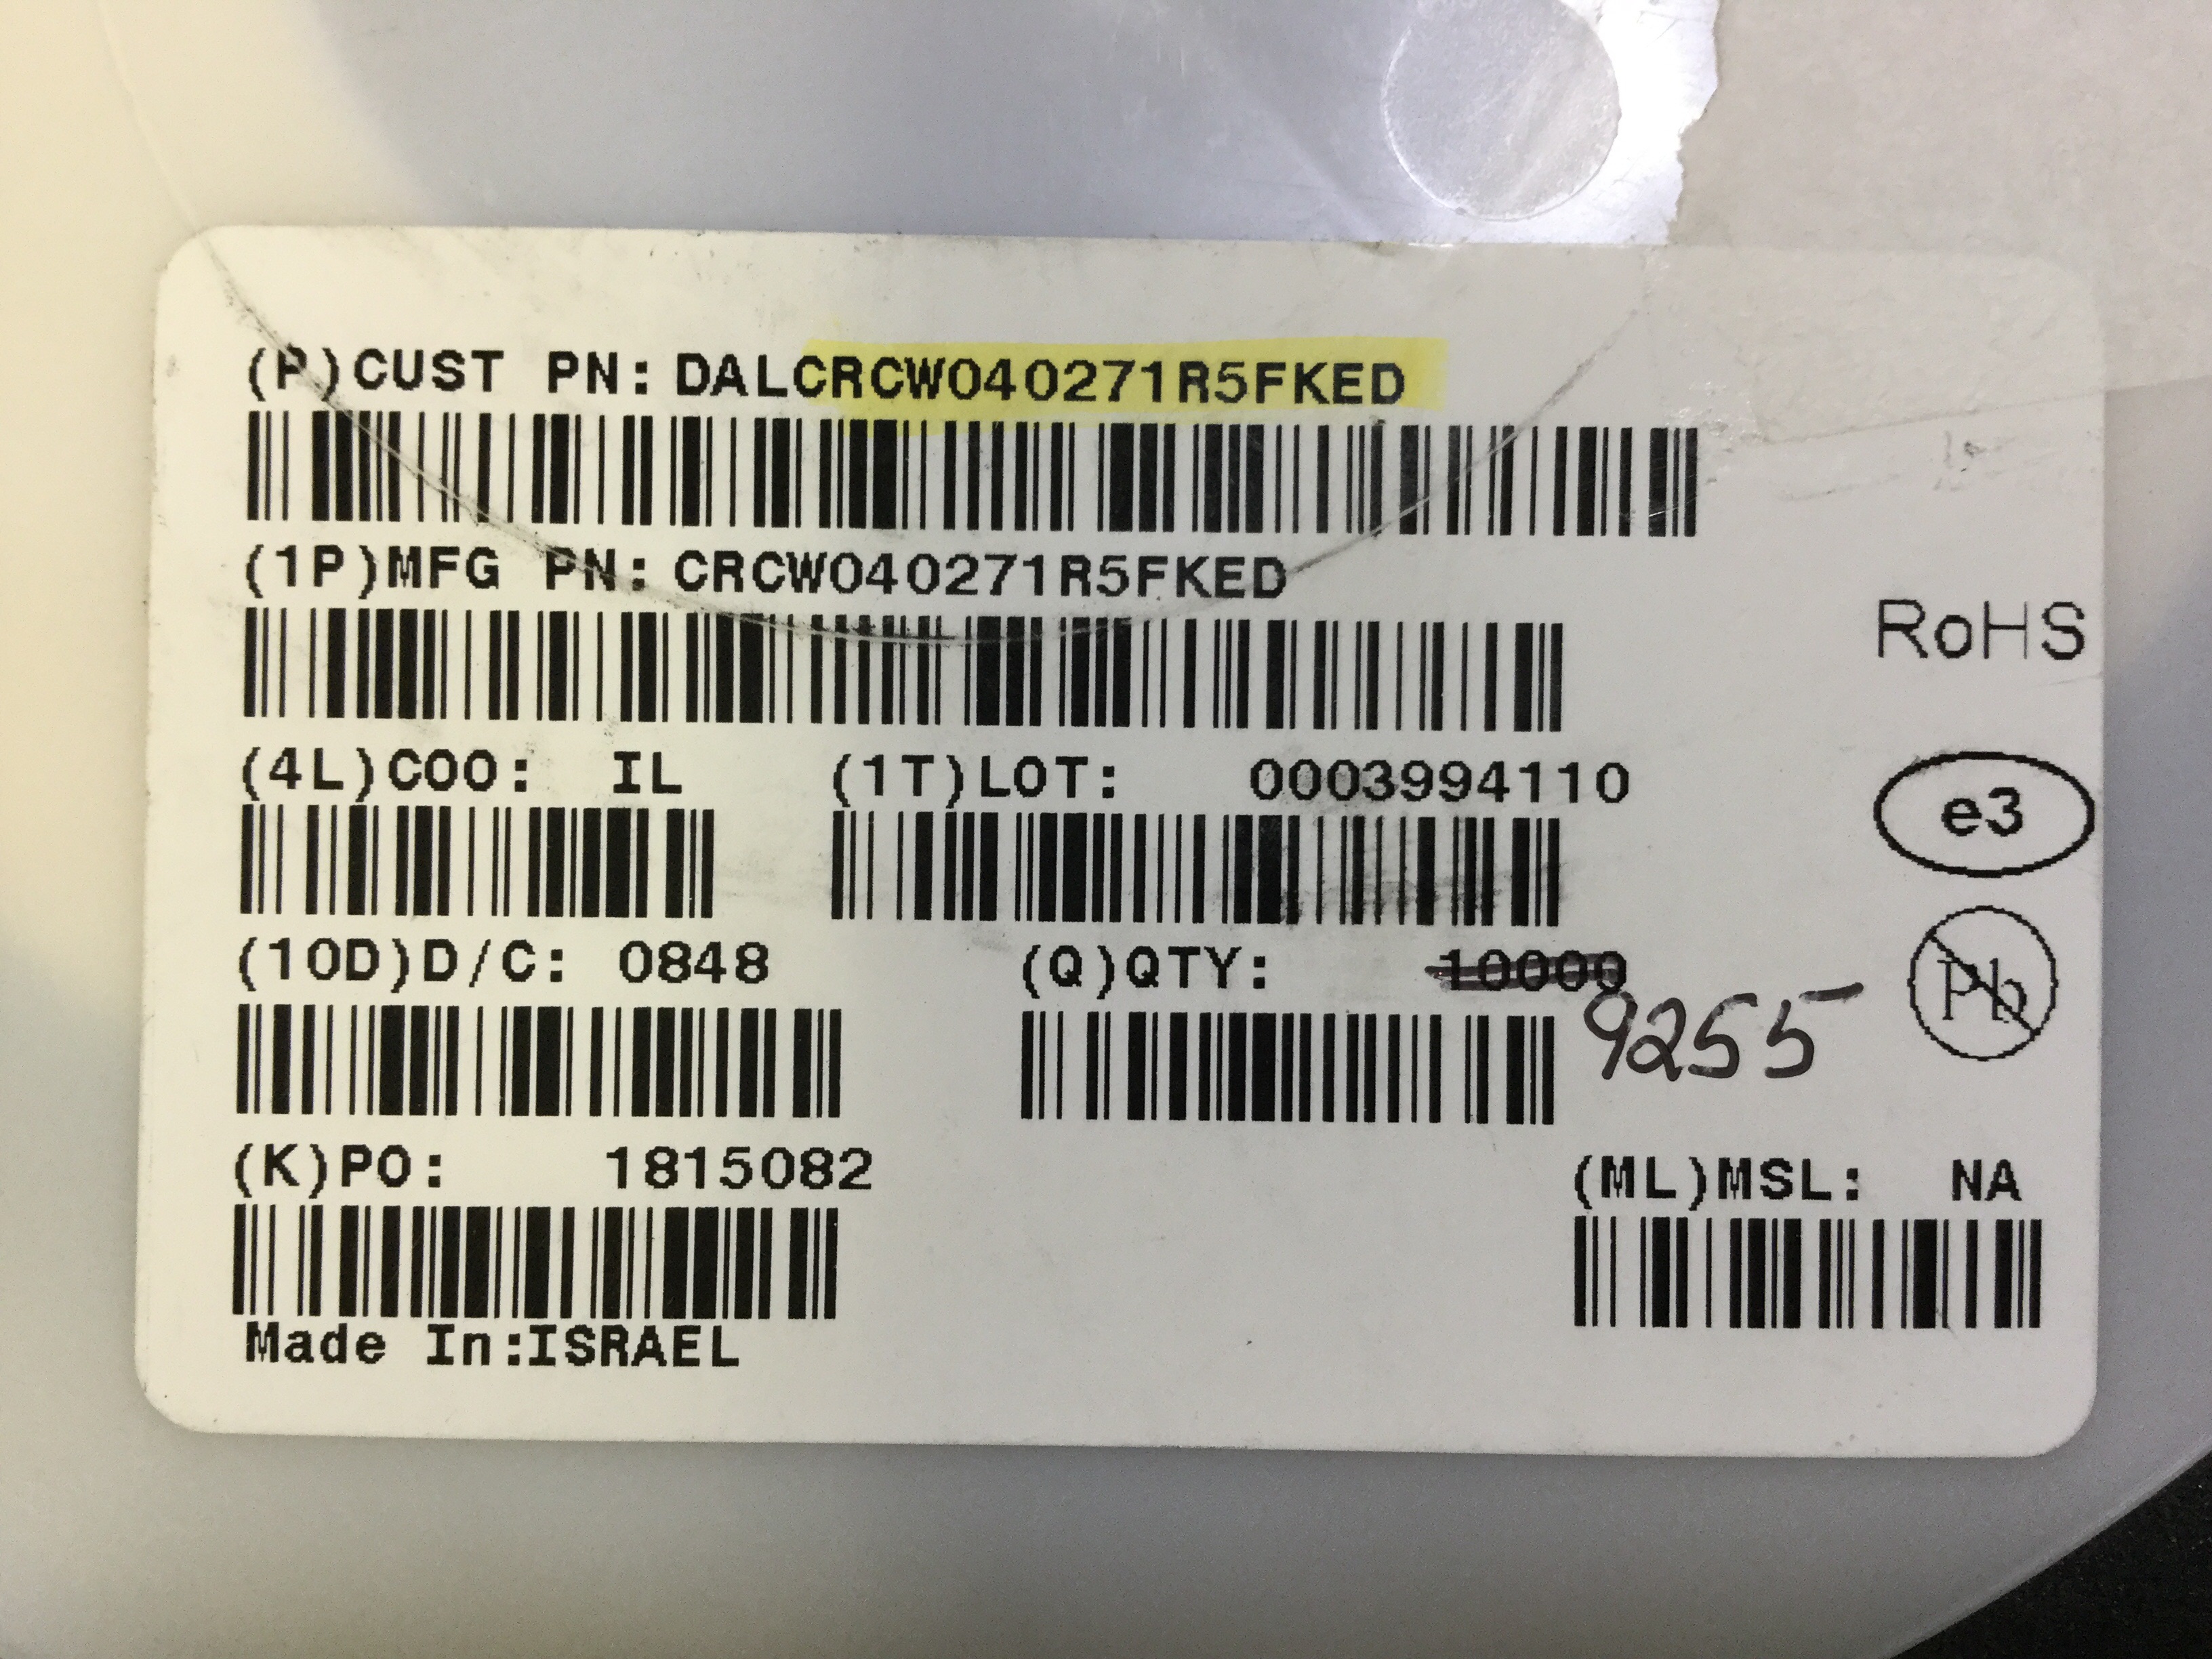 (P)CUST PN: DALCRCW040271R5FKED
(1P)MFG PN: CRCW040271R5FKED
RoHS
(4L)COO: IL (1T)LOT: 0003994110
e3
(10D)D/C: 0848 (Q)QTY: 10000
Pb
9255
(K)PO: 1815082
(ML)MSL: NA
Made In:ISRAEL